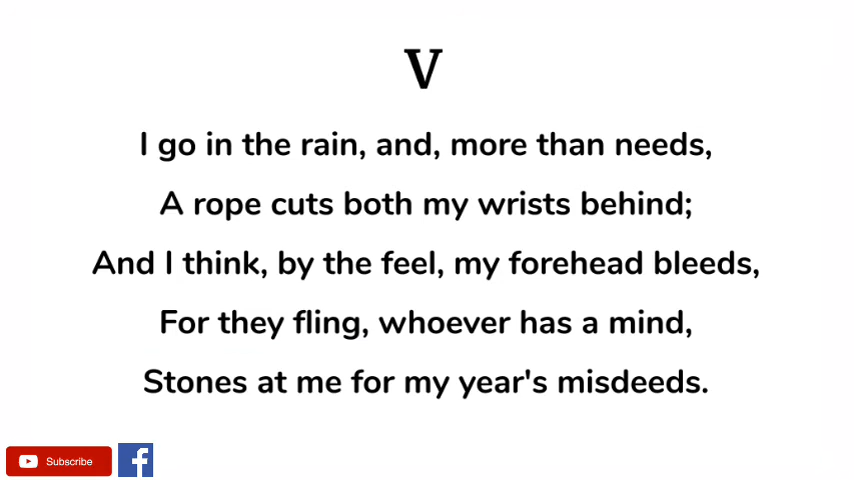 V
I go in the rain, and, more than needs,
A rope cuts both my wrists behind;
And I think, by the feel, my forehead bleeds,
For they fling, whoever has a mind,
Stones at me for my year's misdeeds.
Subscribe
f